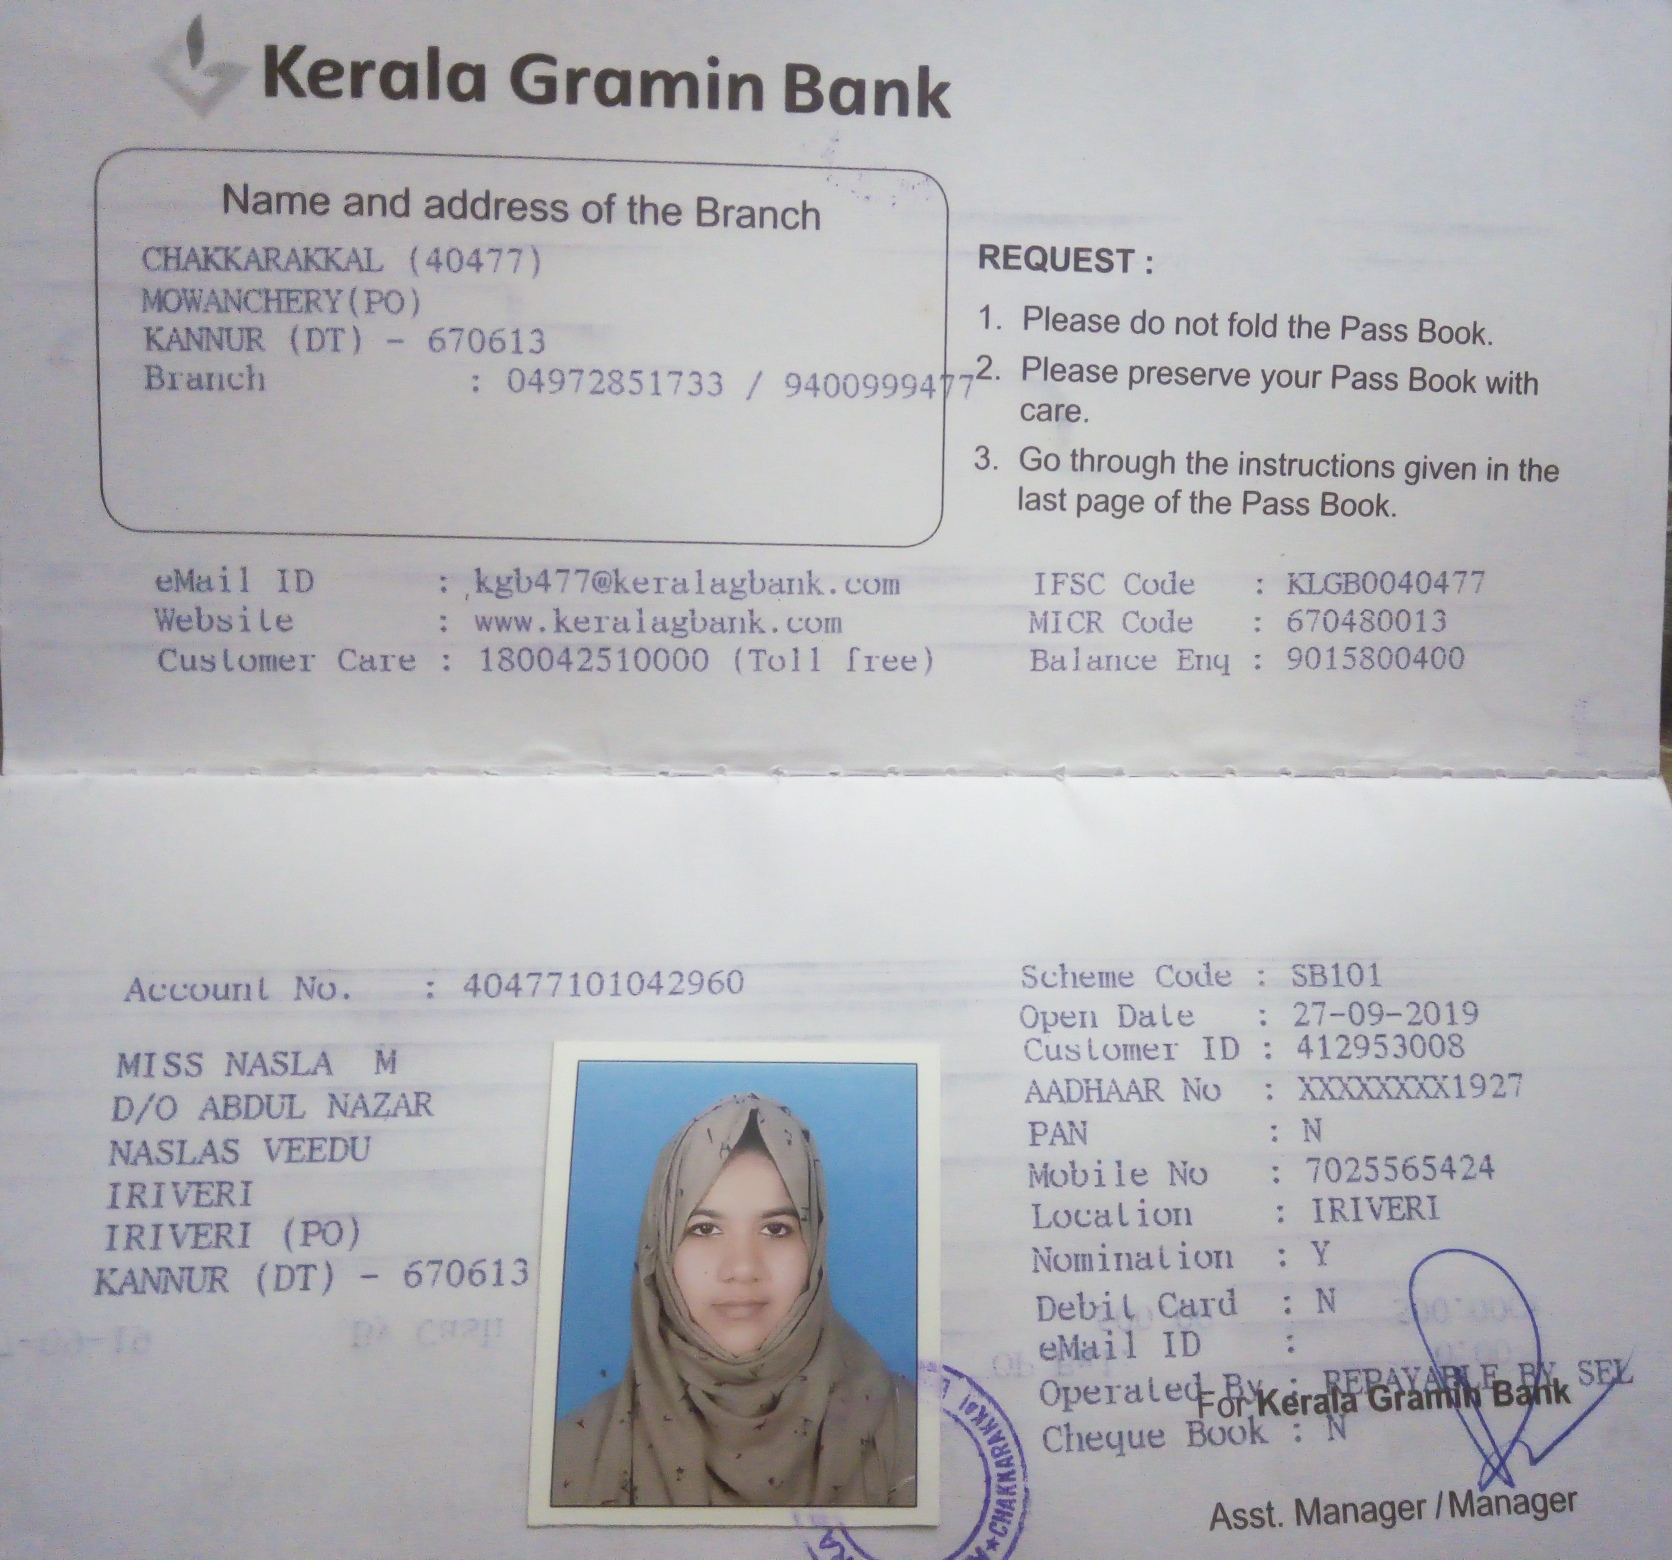 Kerala Gramin Bank
Name and address of the Branch
CHAKKARAKKAL (40477)
MOWANCHERY(PO)
KANNUR (DT) - 670613
Branch : 04972851733 / 9400999477
REQUEST :
1. Please do not fold the Pass Book.
2. Please preserve your Pass Book with
care.
3. Go through the instructions given in the
last page of the Pass Book.
eMail ID : kgb477@keralagbank.com
Website : www.keralagbank.com
Customer Care : 180042510000 (Toll free)
IFSC Code : KLGB0040477
MICR Code : 670480013
Balance Enq : 9015800400
Account No. : 40477101042960
MISS NASLA M
D/O ABDUL NAZAR
NASLAS VEEDU
IRIVERI
IRIVERI (PO)
KANNUR (DT) - 670613
Scheme Code : SB101
Open Date : 27-09-2019
Customer ID : 412953008
AADHAAR No : XXXXXXXX1927
PAN : N
Mobile No : 7025565424
Location : IRIVERI
Nomination : Y
Debit Card : N
eMail ID :
Operated By : REPAYABLE BY SEL
For Kerala Gramin Bank
Cheque Book : N
Asst. Manager / Manager
CHAKKARAKKAL